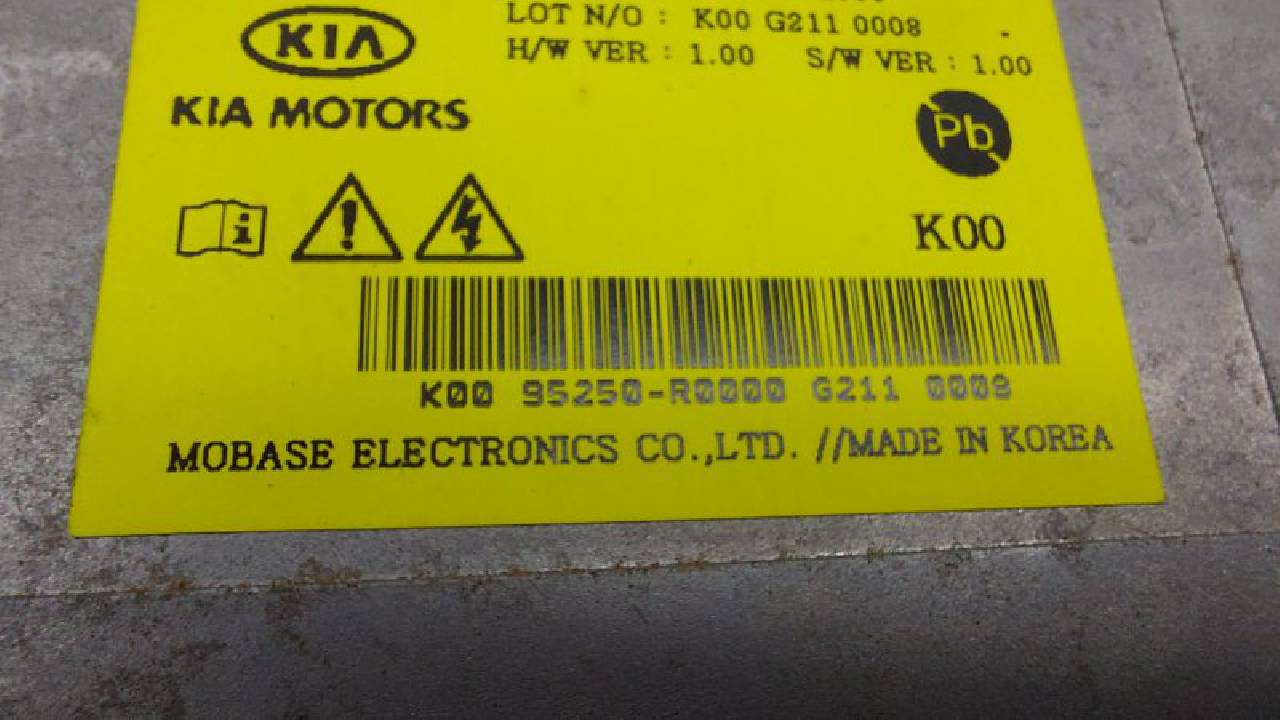 LOT N/O : K00 G211 0008
H/W VER : 1.00 S/W VER : 1.00
KIA
KIA MOTORS
Pb
K00
K00 95250-R0000 G211 0008
MOBASE ELECTRONICS CO.,LTD. //MADE IN KOREA